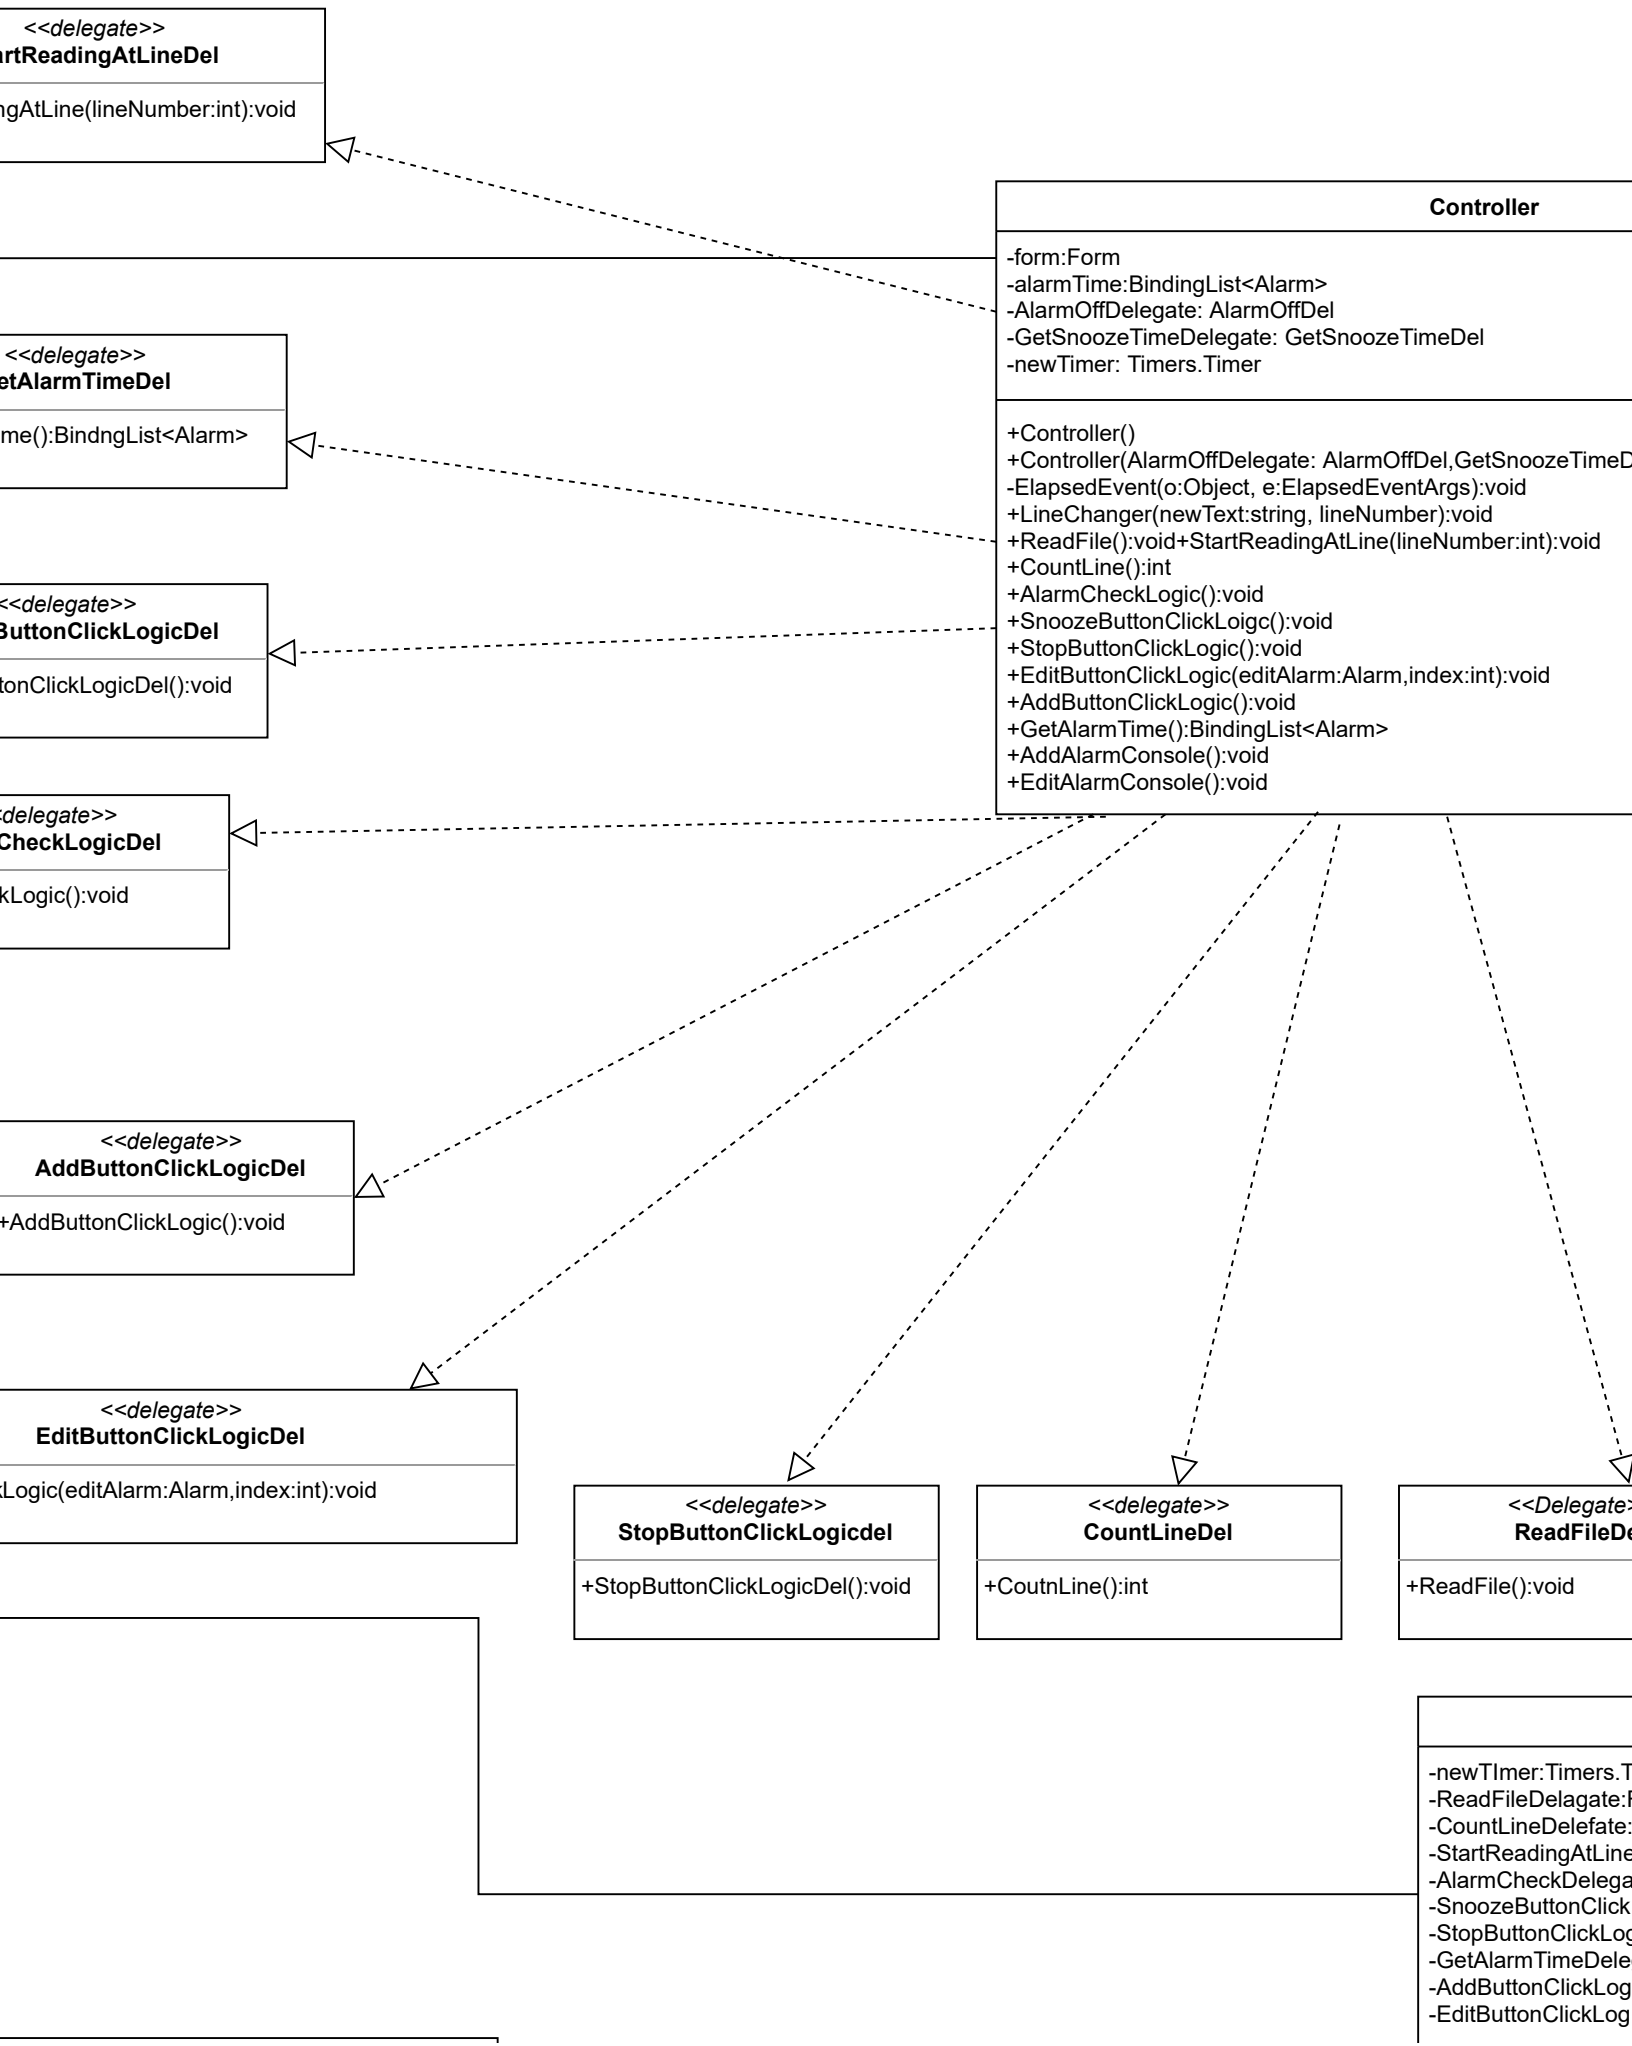 <<delegate>>
artReadingAtLineDel
ngAtLine(lineNumber:int):void
Controller
-form:Form
-alarmTime:BindingList<Alarm>
-AlarmOffDelegate: AlarmOffDel
-GetSnoozeTimeDelegate: GetSnoozeTimeDel
-newTimer: Timers.Timer
+Controller()
+Controller(AlarmOffDelegate: AlarmOffDel,GetSnoozeTimeD
-ElapsedEvent(o:Object, e:ElapsedEventArgs):void
+LineChanger(newText:string, lineNumber):void
+ReadFile():void+StartReadingAtLine(lineNumber:int):void
+CountLine():int
+AlarmCheckLogic():void
+SnoozeButtonClickLoigc():void
+StopButtonClickLogic():void
+EditButtonClickLogic(editAlarm:Alarm,index:int):void
+AddButtonClickLogic():void
+GetAlarmTime():BindingList<Alarm>
+AddAlarmConsole():void
+EditAlarmConsole():void
<<delegate>>
etAlarmTimeDel
me():BindngList<Alarm>
<<delegate>>
ButtonClickLogicDel
tonClickLogicDel():void
<delegate>>
CheckLogicDel
kLogic():void
<<delegate>>
AddButtonClickLogicDel
+AddButtonClickLogic():void
<<delegate>>
EditButtonClickLogicDel
kLogic(editAlarm:Alarm,index:int):void
<<delegate>>
StopButtonClickLogicdel
+StopButtonClickLogicDel():void
<<delegate>>
CountLineDel
+CoutnLine():int
<<Delegate>
ReadFileDe
+ReadFile():void
-newTImer:Timers.T
-ReadFileDelagate:F
-CountLineDelefate:
-StartReadingAtLine
-AlarmCheckDelega
-SnoozeButtonClick
-StopButtonClickLog
-GetAlarmTimeDele
-AddButtonClickLog
-EditButtonClickLog